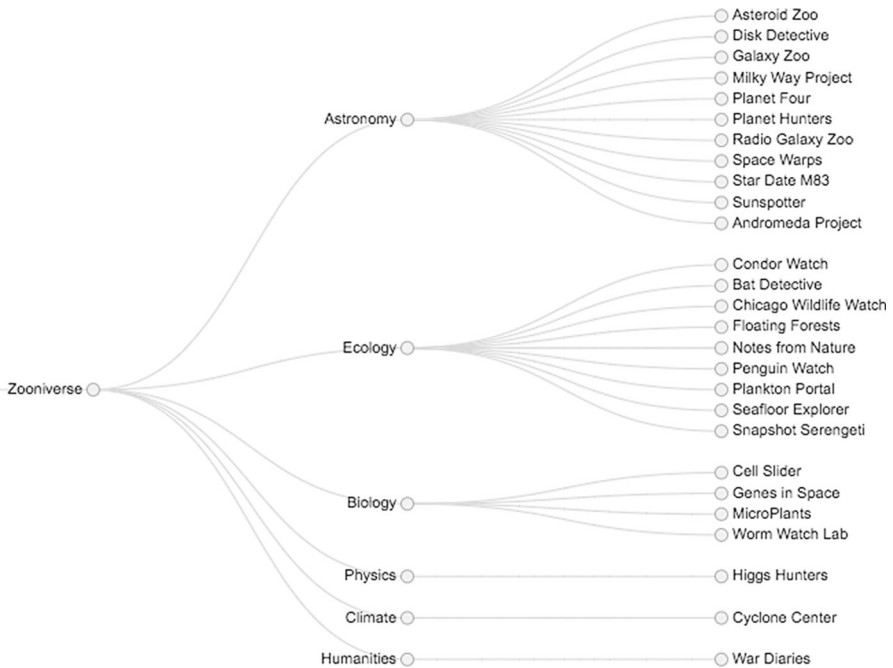 Zooniverse
Astronomy
Asteroid Zoo
Disk Detective
Galaxy Zoo
Milky Way Project
Planet Four
Planet Hunters
Radio Galaxy Zoo
Space Warps
Star Date M83
Sunspotter
Andromeda Project
Ecology
Condor Watch
Bat Detective
Chicago Wildlife Watch
Floating Forests
Notes from Nature
Penguin Watch
Plankton Portal
Seafloor Explorer
Snapshot Serengeti
Biology
Cell Slider
Genes in Space
MicroPlants
Worm Watch Lab
Physics
Higgs Hunters
Climate
Cyclone Center
Humanities
War Diaries